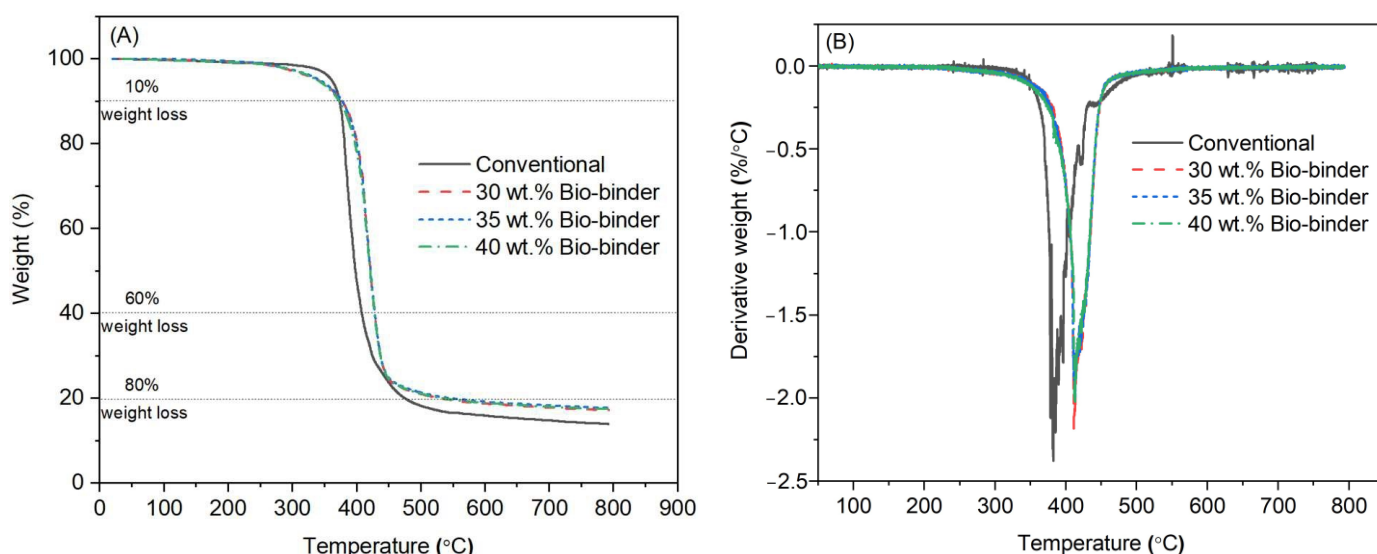 (A)
100
80
60
40
20
0
Weight (%)
10%
weight loss
60%
weight loss
80%
weight loss
Conventional
30 wt.% Bio-binder
35 wt.% Bio-binder
40 wt.% Bio-binder
0 100 200 300 400 500 600 700 800 900
Temperature (°C)
(B)
0.0
−0.5
−1.0
−1.5
−2.0
−2.5
Derivative weight (%/°C)
Conventional
30 wt.% Bio-binder
35 wt.% Bio-binder
40 wt.% Bio-binder
100 200 300 400 500 600 700 800
Temperature (°C)